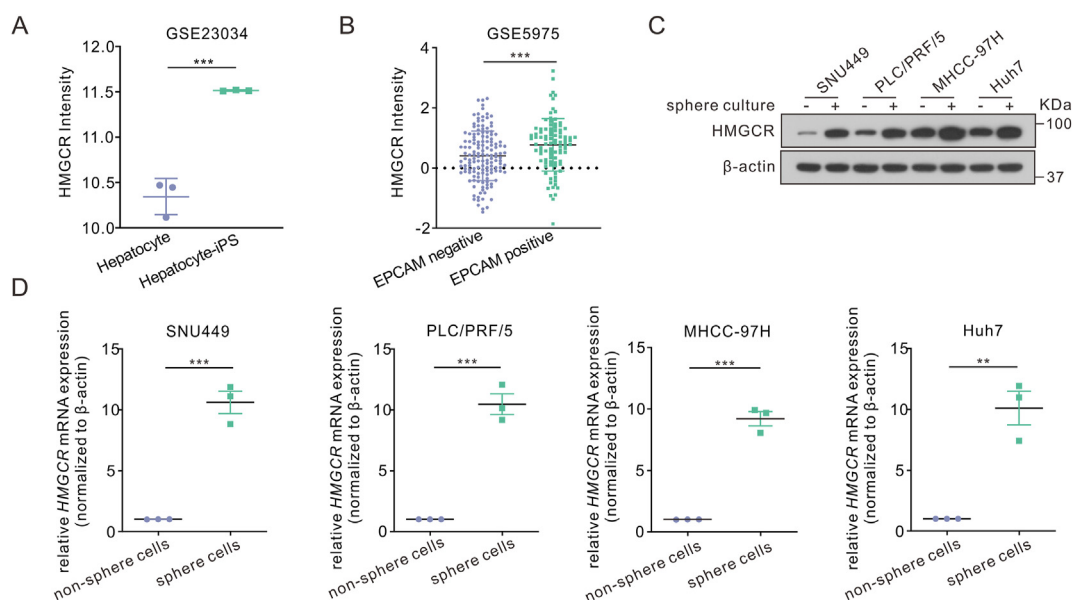 A
GSE23034
HMGCR Intensity
12.0
11.5
11.0
10.5
10.0
***
Hepatocyte
Hepatocyte-iPS
B
GSE5975
HMGCR Intensity
4
2
0
-2
***
EPCAM negative
EPCAM positive
C
SNU449
PLC/PRF/5
MHCC-97H
Huh7
sphere culture - + - + - + - + KDa
HMGCR
100
β-actin
37
D
SNU449
relative HMGCR mRNA expression
(normalized to β-actin)
15
10
5
0
***
non-sphere cells
sphere cells
PLC/PRF/5
relative HMGCR mRNA expression
(normalized to β-actin)
15
10
5
0
***
non-sphere cells
sphere cells
MHCC-97H
relative HMGCR mRNA expression
(normalized to β-actin)
15
10
5
0
***
non-sphere cells
sphere cells
Huh7
relative HMGCR mRNA expression
(normalized to β-actin)
15
10
5
0
**
non-sphere cells
sphere cells